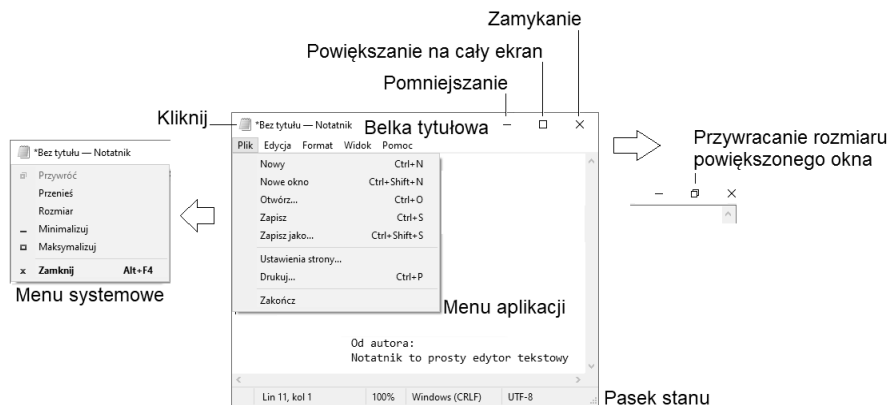 Zamykanie
Powiększanie na cały ekran
Pomniejszanie
Kliknij
*Bez tytułu — Notatnik
Belka tytułowa
Plik Edycja Format Widok Pomoc
Nowy Ctrl+N
Nowe okno Ctrl+Shift+N
Otwórz... Ctrl+O
Zapisz Ctrl+S
Zapisz jako... Ctrl+Shift+S
Ustawienia strony...
Drukuj... Ctrl+P
Zakończ
Menu aplikacji
Od autora:
Notatnik to prosty edytor tekstowy
Lin 11, kol 1 100% Windows (CRLF) UTF-8
Pasek stanu
*Bez tytułu — Notatnik
Przywróć
Przenieś
Rozmiar
Minimalizuj
Maksymalizuj
Zamknij Alt+F4
Menu systemowe
Przywracanie rozmiaru
powiększonego okna